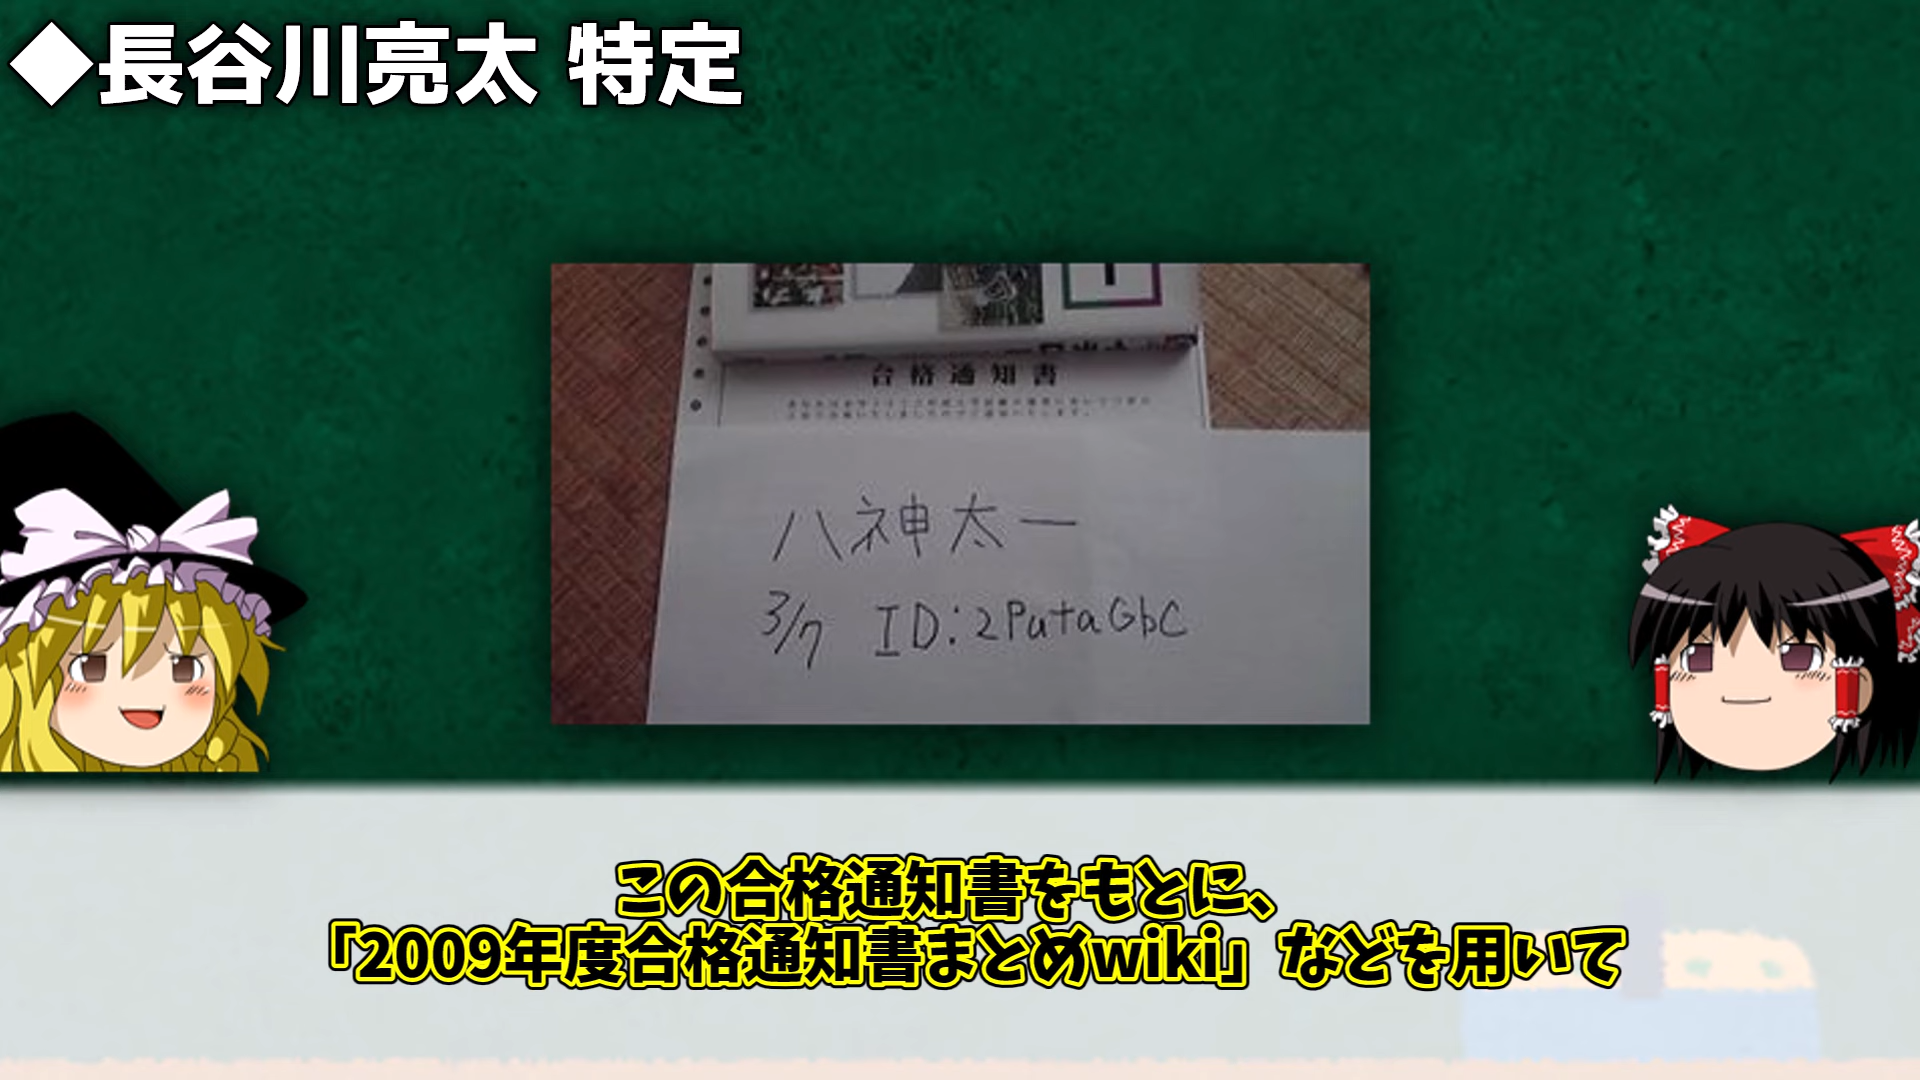 ◆長谷川亮太 特定
合格通知書
八神太一
3/7 ID:2PutaGbC
この合格通知書をもとに、
「2009年度合格通知書まとめwiki」などを用いて